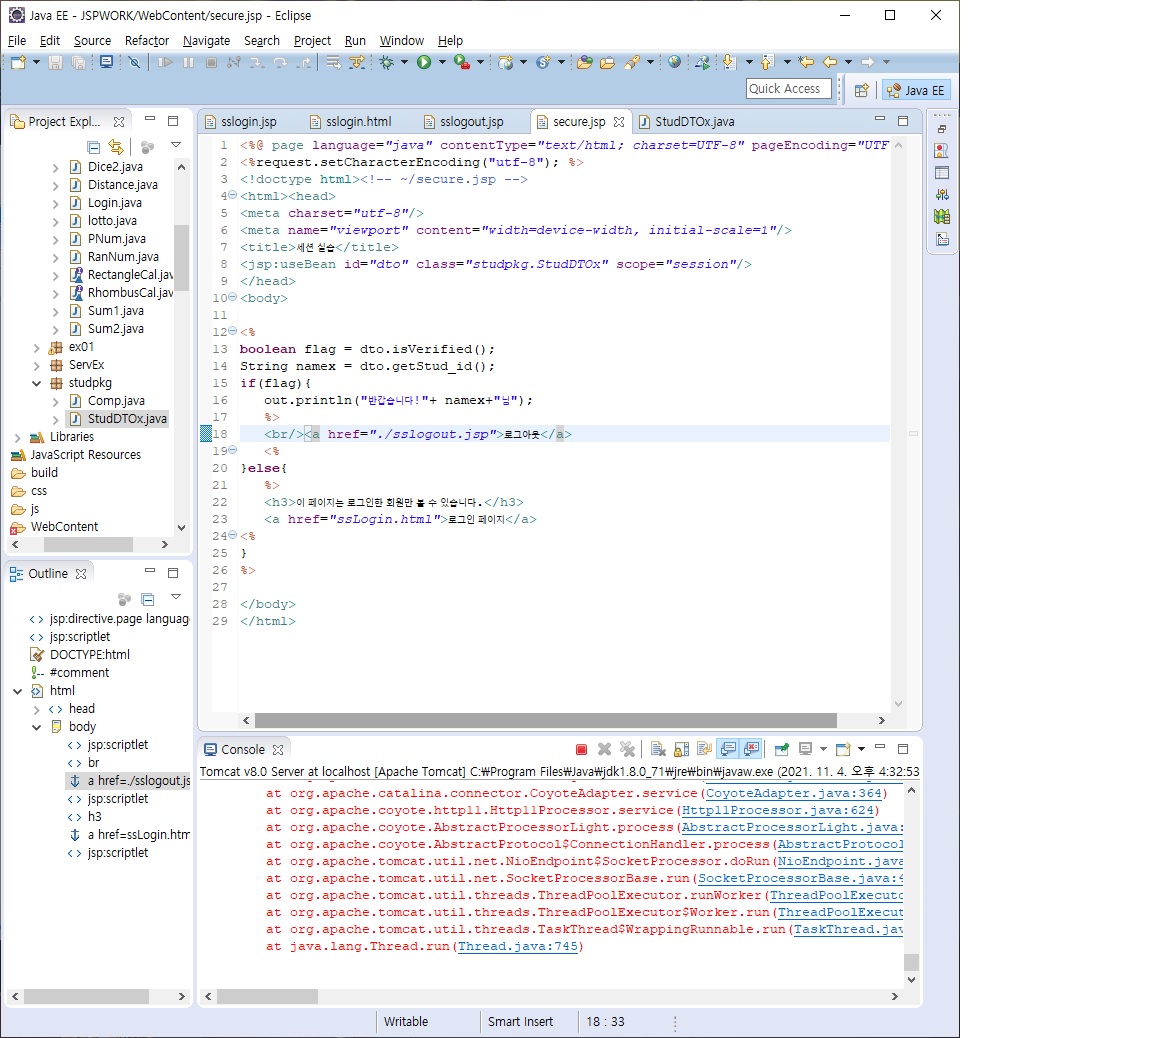 Java EE - JSPWORK/WebContent/secure.jsp - Eclipse
File Edit Source Refactor Navigate Search Project Run Window Help
Quick Access
Java EE
Project Expl...
Dice2.java
Distance.java
Login.java
lotto.java
PNum.java
RanNum.java
RectangleCal.jav
RhombusCal.jav
Sum1.java
Sum2.java
ex01
ServEx
studpkg
Comp.java
StudDTOx.java
Libraries
JavaScript Resources
build
css
js
WebContent
Outline
jsp:directive.page language
jsp:scriptlet
DOCTYPE:html
#comment
html
head
body
jsp:scriptlet
br
a href=./sslogout.js
jsp:scriptlet
h3
a href=ssLogin.htm
jsp:scriptlet
sslogin.jsp sslogin.html sslogout.jsp secure.jsp StudDTOx.java
1 <%@ page language="java" contentType="text/html; charset=UTF-8" pageEncoding="UTF
2 <%request.setCharacterEncoding("utf-8"); %>
3 <!doctype html><!-- ~/secure.jsp -->
4 <html><head>
5 <meta charset="utf-8"/>
6 <meta name="viewport" content="width=device-width, initial-scale=1"/>
7 <title>세션 실습</title>
8 <jsp:useBean id="dto" class="studpkg.StudDTOx" scope="session"/>
9 </head>
10 <body>
11
12 <%
13 boolean flag = dto.isVerified();
14 String namex = dto.getStud_id();
15 if(flag){
16 out.println("반갑습니다!"+ namex+"님");
17 %>
18 <br/><a href="./sslogout.jsp">로그아웃</a>
19 <%
20 }else{
21 %>
22 <h3>이 페이지는 로그인한 회원만 볼 수 있습니다.</h3>
23 <a href="ssLogin.html">로그인 페이지</a>
24 <%
25 }
26 %>
27
28 </body>
29 </html>
Console
Tomcat v8.0 Server at localhost [Apache Tomcat] C:₩Program Files₩Java₩jdk1.8.0_71₩jre₩bin₩javaw.exe (2021. 11. 4. 오후 4:32:53
at org.apache.catalina.connector.CoyoteAdapter.service(CoyoteAdapter.java:364)
at org.apache.coyote.http11.Http11Processor.service(Http11Processor.java:624)
at org.apache.coyote.AbstractProcessorLight.process(AbstractProcessorLight.java:
at org.apache.coyote.AbstractProtocol$ConnectionHandler.process(AbstractProtocol
at org.apache.tomcat.util.net.NioEndpoint$SocketProcessor.doRun(NioEndpoint.java
at org.apache.tomcat.util.net.SocketProcessorBase.run(SocketProcessorBase.java:4
at org.apache.tomcat.util.threads.ThreadPoolExecutor.runWorker(ThreadPoolExecuto
at org.apache.tomcat.util.threads.ThreadPoolExecutor$Worker.run(ThreadPoolExecut
at org.apache.tomcat.util.threads.TaskThread$WrappingRunnable.run(TaskThread.jav
at java.lang.Thread.run(Thread.java:745)
Writable Smart Insert 18 : 33